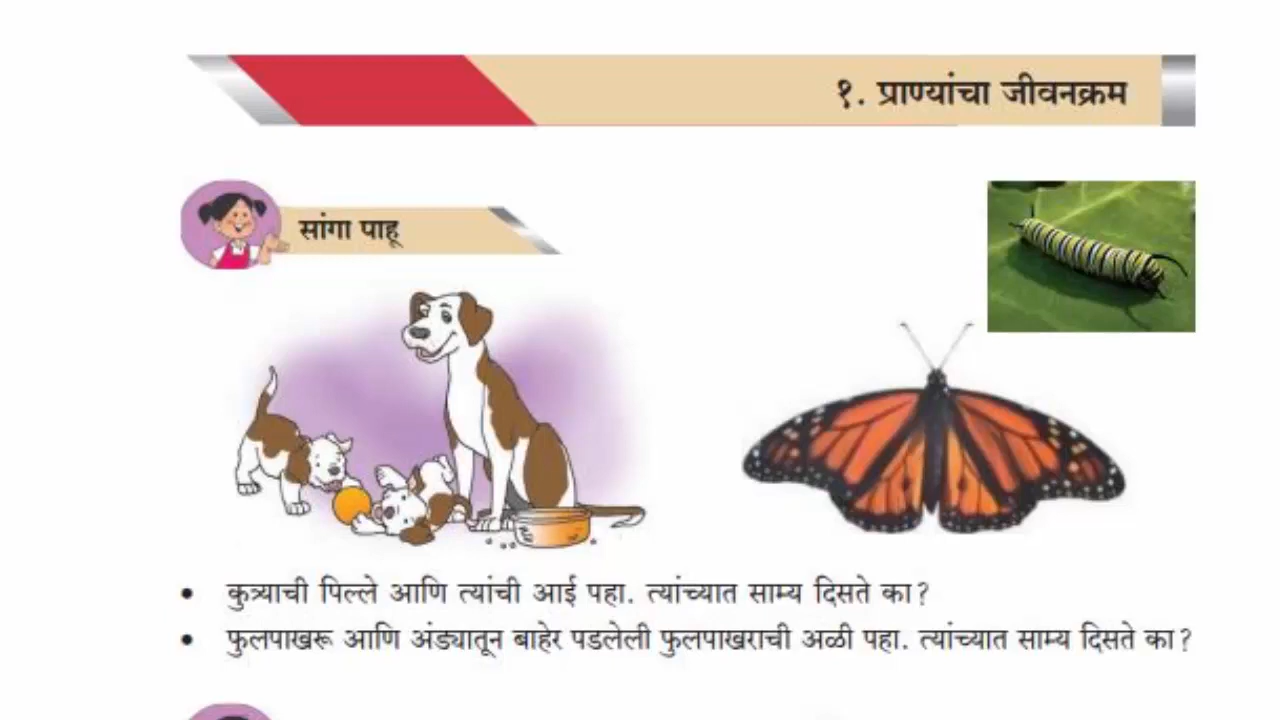 १. प्राण्यांचा जीवनक्रम
सांगा पाहू
• कुत्र्याची पिल्ले आणि त्यांची आई पहा. त्यांच्यात साम्य दिसते का?
• फुलपाखरू आणि अंड्यातून बाहेर पडलेली फुलपाखराची अळी पहा. त्यांच्यात साम्य दिसते का?